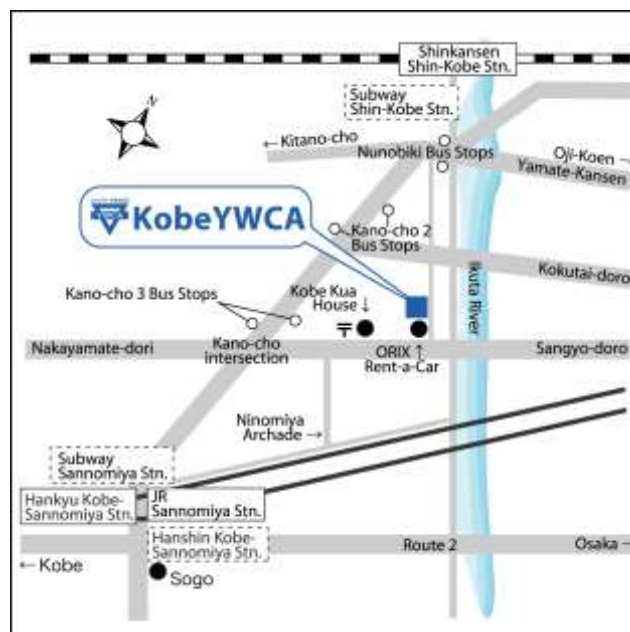 Shinkansen
Shin-Kobe Stn.
Subway
Shin-Kobe Stn.
N
← Kitano-cho
Nunobiki Bus Stops
Oji-Koen →
Yamate-Kansen
KobeYWCA
Kano-cho 2
Bus Stops
Kokutai-doro
Ikuta River
Kobe Kua
House ↓
Kano-cho 3 Bus Stops
〒
Nakayamate-dori
Kano-cho
intersection
ORIX ↑
Rent-a-Car
Sangyo-doro
Ninomiya
Archade →
Subway
Sannomiya Stn.
Hankyu Kobe-
Sannomiya Stn.
JR
Sannomiya Stn.
Hanshin Kobe-
Sannomiya Stn.
Route 2
Osaka →
← Kobe
Sogo